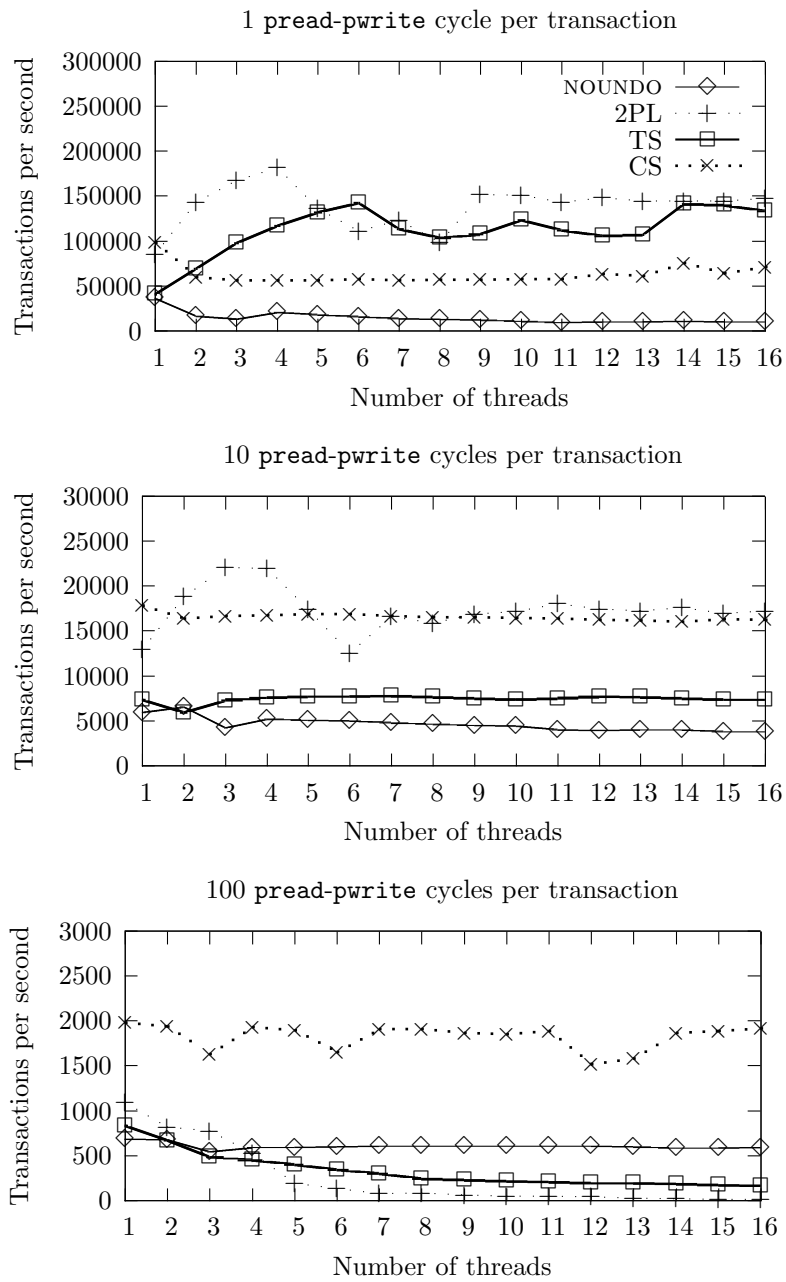 1 pread-pwrite cycle per transaction
300000
250000
200000
150000
100000
50000
0
Transactions per second
NOUNDO
2PL
TS
CS
1 2 3 4 5 6 7 8 9 10 11 12 13 14 15 16
Number of threads
10 pread-pwrite cycles per transaction
30000
25000
20000
15000
10000
5000
0
Transactions per second
1 2 3 4 5 6 7 8 9 10 11 12 13 14 15 16
Number of threads
100 pread-pwrite cycles per transaction
3000
2500
2000
1500
1000
500
0
Transactions per second
1 2 3 4 5 6 7 8 9 10 11 12 13 14 15 16
Number of threads